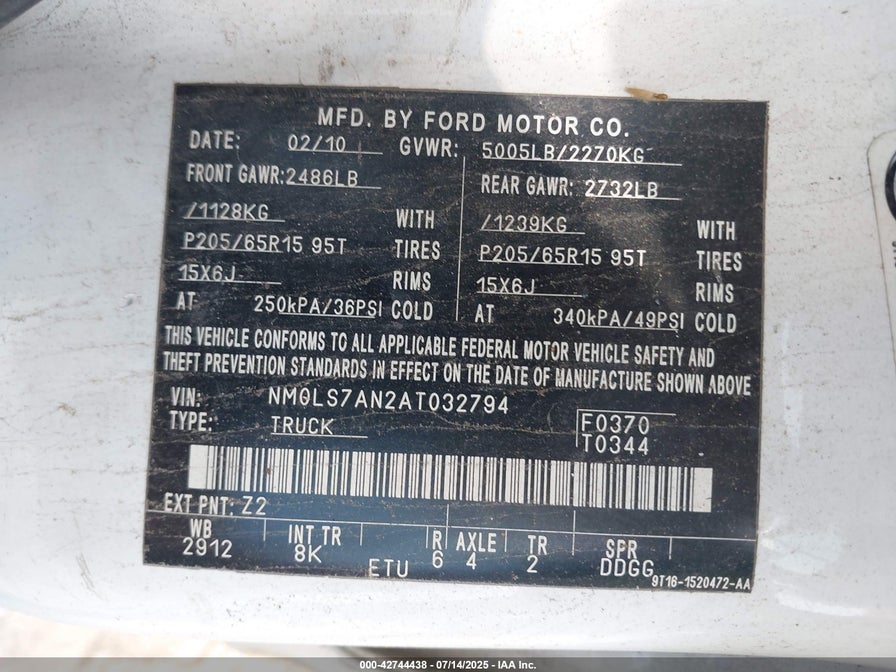 MFD. BY FORD MOTOR CO.
DATE: 02/10 GVWR: 5005LB/2270KG
FRONT GAWR: 2486LB REAR GAWR: 2732LB
/1128KG WITH /1239KG WITH
P205/65R15 95T TIRES P205/65R15 95T TIRES
15X6J RIMS 15X6J RIMS
AT 250kPA/36PSI COLD AT 340kPA/49PSI COLD
THIS VEHICLE CONFORMS TO ALL APPLICABLE FEDERAL MOTOR VEHICLE SAFETY AND
THEFT PREVENTION STANDARDS IN EFFECT ON THE DATE OF MANUFACTURE SHOWN ABOVE
VIN: NM0LS7AN2AT032794
TYPE: TRUCK F0370
T0344
EXT PNT: Z2
WB INT TR R AXLE TR SPR
2912 8K 6 4 2 DDGG
ETU 9T16-1520472-AA
000-42744438 - 07/14/2025 - IAA Inc.